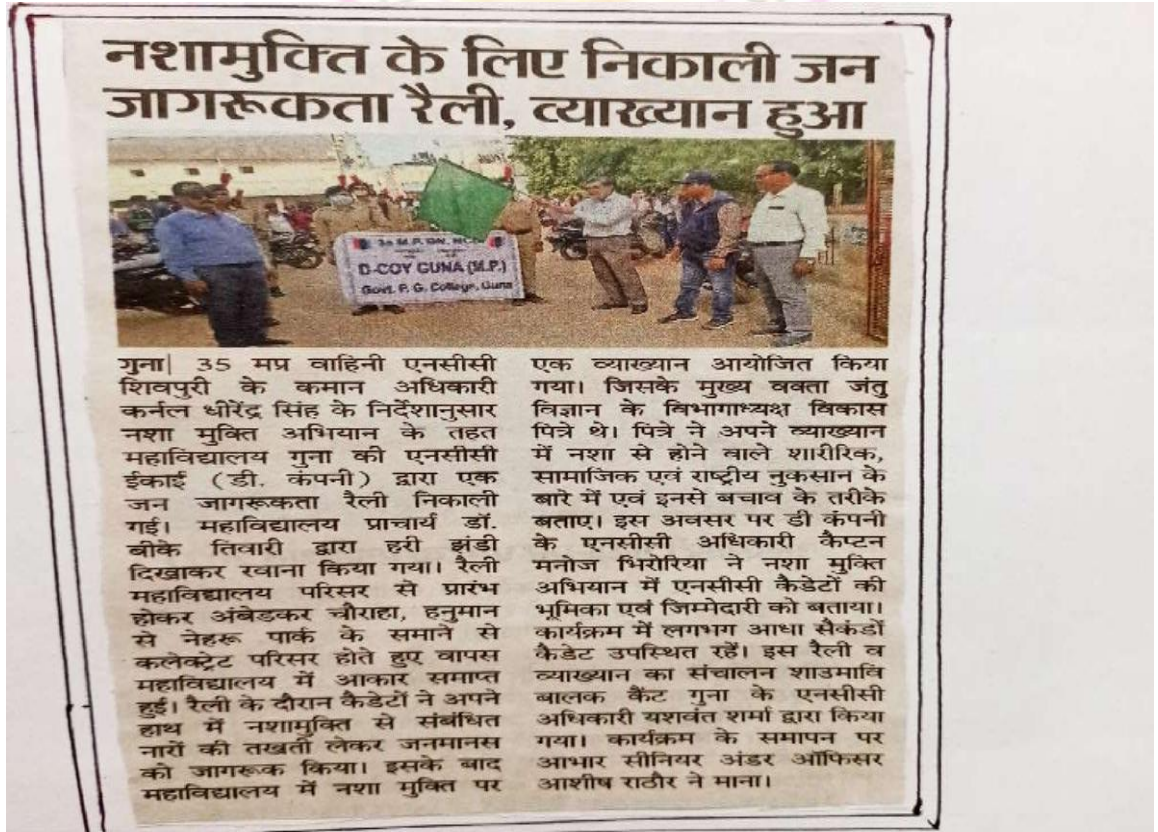 नशामुक्ति के लिए निकाली जन
जागरूकता रैली, व्याख्यान हुआ
D-COY GUNA (M.P.)
Govt. P. G. College, Guna
गुना| 35 मप्र वाहिनी एनसीसी
शिवपुरी के कमान अधिकारी
कर्नल धीरेंद्र सिंह के निर्देशानुसार
नशा मुक्ति अभियान के तहत
महाविद्यालय गुना की एनसीसी
ईकाई (डी. कंपनी) द्वारा एक
जन जागरूकता रैली निकाली
गई। महाविद्यालय प्राचार्य डॉ.
बीके तिवारी द्वारा हरी झंडी
दिखाकर रवाना किया गया। रैली
महाविद्यालय परिसर से प्रारंभ
होकर अंबेडकर चौराहा, हनुमान
से नेहरू पार्क के समाने से
कलेक्ट्रेट परिसर होते हुए वापस
महाविद्यालय में आकार समाप्त
हुई। रैली के दौरान कैडेटों ने अपने
हाथ में नशामुक्ति से संबंधित
नारों की तखती लेकर जनमानस
को जागरूक किया। इसके बाद
महाविद्यालय में नशा मुक्ति पर
एक व्याख्यान आयोजित किया
गया। जिसके मुख्य वक्ता जंतु
विज्ञान के विभागाध्यक्ष विकास
पित्रे थे। पित्रे ने अपने व्याख्यान
में नशा से होने वाले शारीरिक,
सामाजिक एवं राष्ट्रीय नुकसान के
बारे में एवं इनसे बचाव के तरीके
बताए। इस अवसर पर डी कंपनी
के एनसीसी अधिकारी कैप्टन
मनोज भिरोरिया ने नशा मुक्ति
अभियान में एनसीसी कैडेटों की
भूमिका एवं जिम्मेदारी को बताया।
कार्यक्रम में लगभग आधा सैकंडों
कैडेट उपस्थित रहें। इस रैली व
व्याख्यान का संचालन शाउमावि
बालक कैंट गुना के एनसीसी
अधिकारी यशवंत शर्मा द्वारा किया
गया। कार्यक्रम के समापन पर
आभार सीनियर अंडर ऑफिसर
आशीष राठौर ने माना।